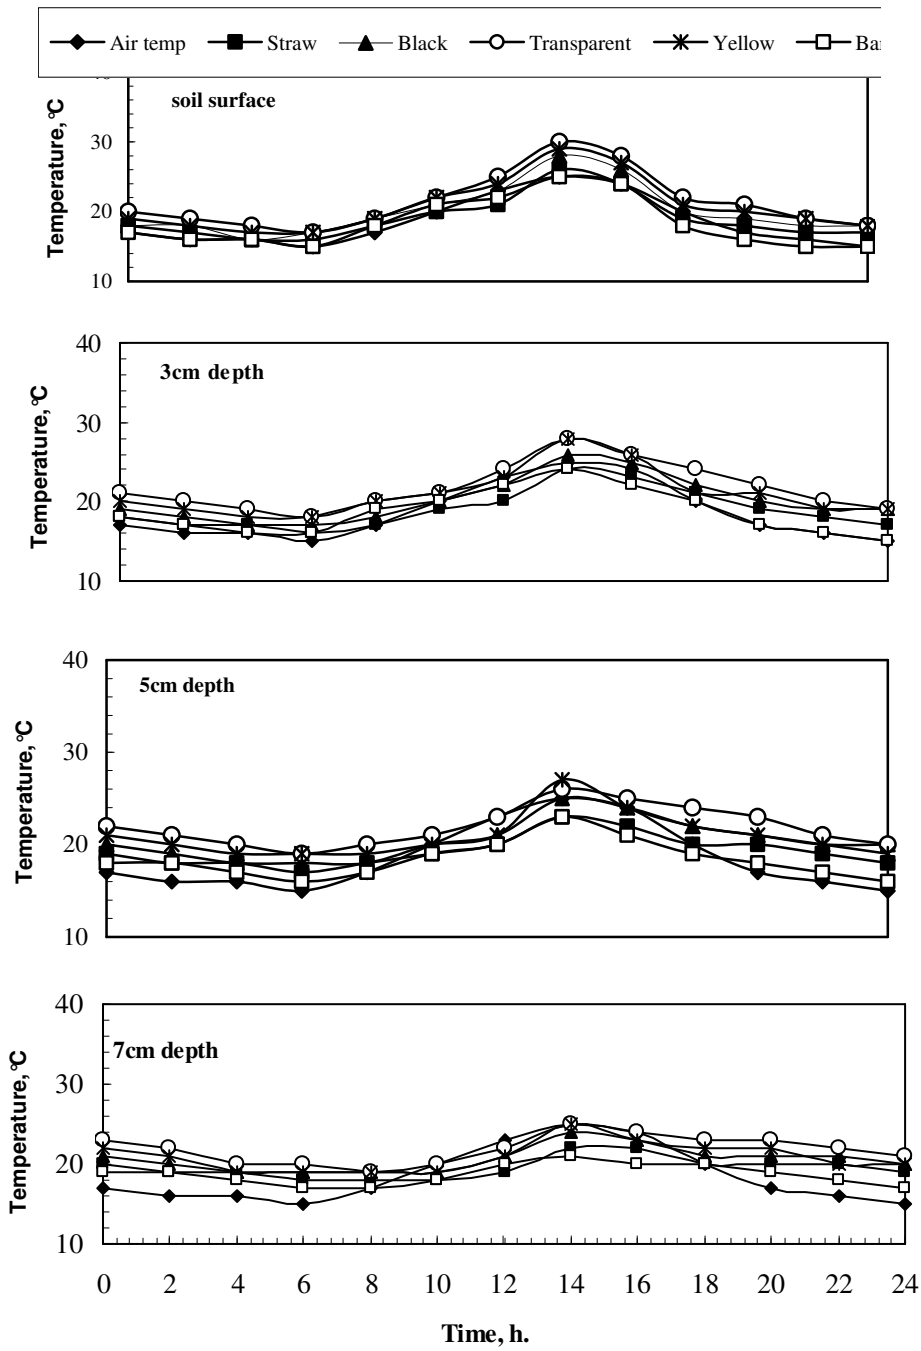 Air temp Straw Black Transparent Yellow
soil surface
Temperature,°C
30
20
10
3cm depth
Temperature,°C
40
30
20
10
5cm depth
Temperature,°C
40
30
20
10
7cm depth
Temperature,°C
40
30
20
10
0 2 4 6 8 10 12 14 16 18 20 22 24
Time, h.